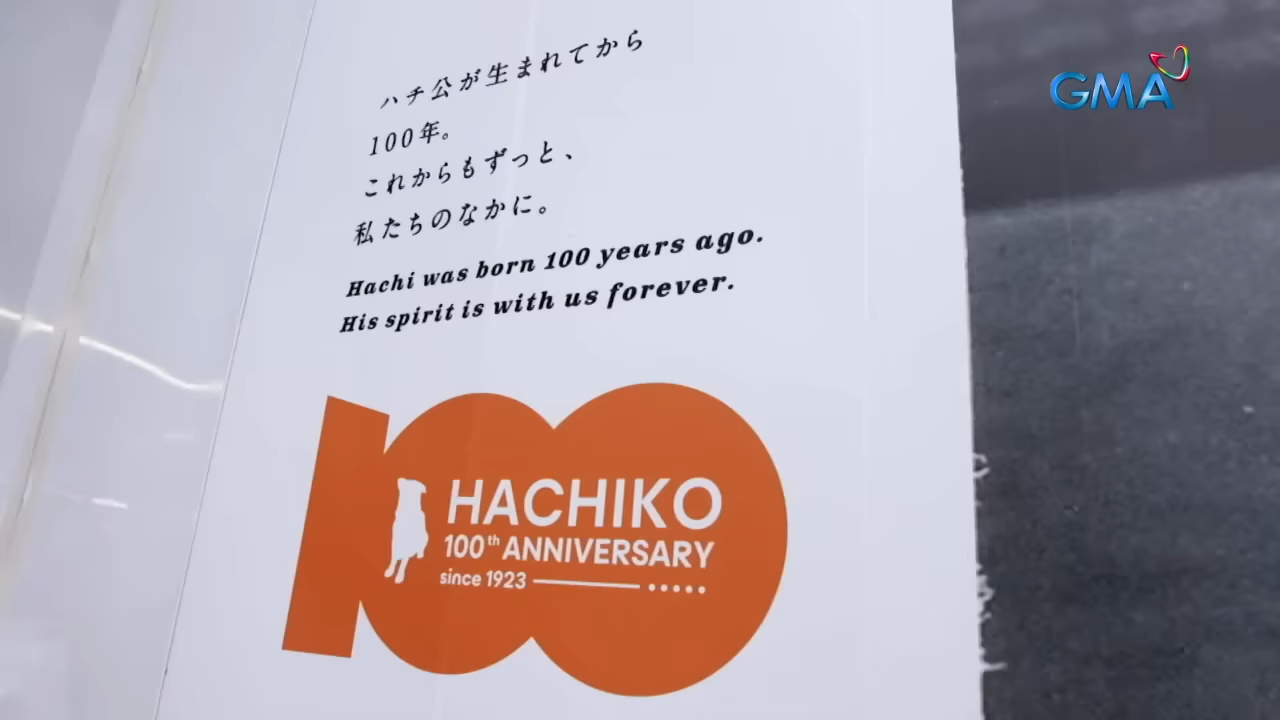 ハチ公が生まれてから
100年。
これからもずっと、
私たちのなかに。
Hachi was born 100 years ago.
His spirit is with us forever.
100
HACHIKO
100th ANNIVERSARY
since 1923
GMA